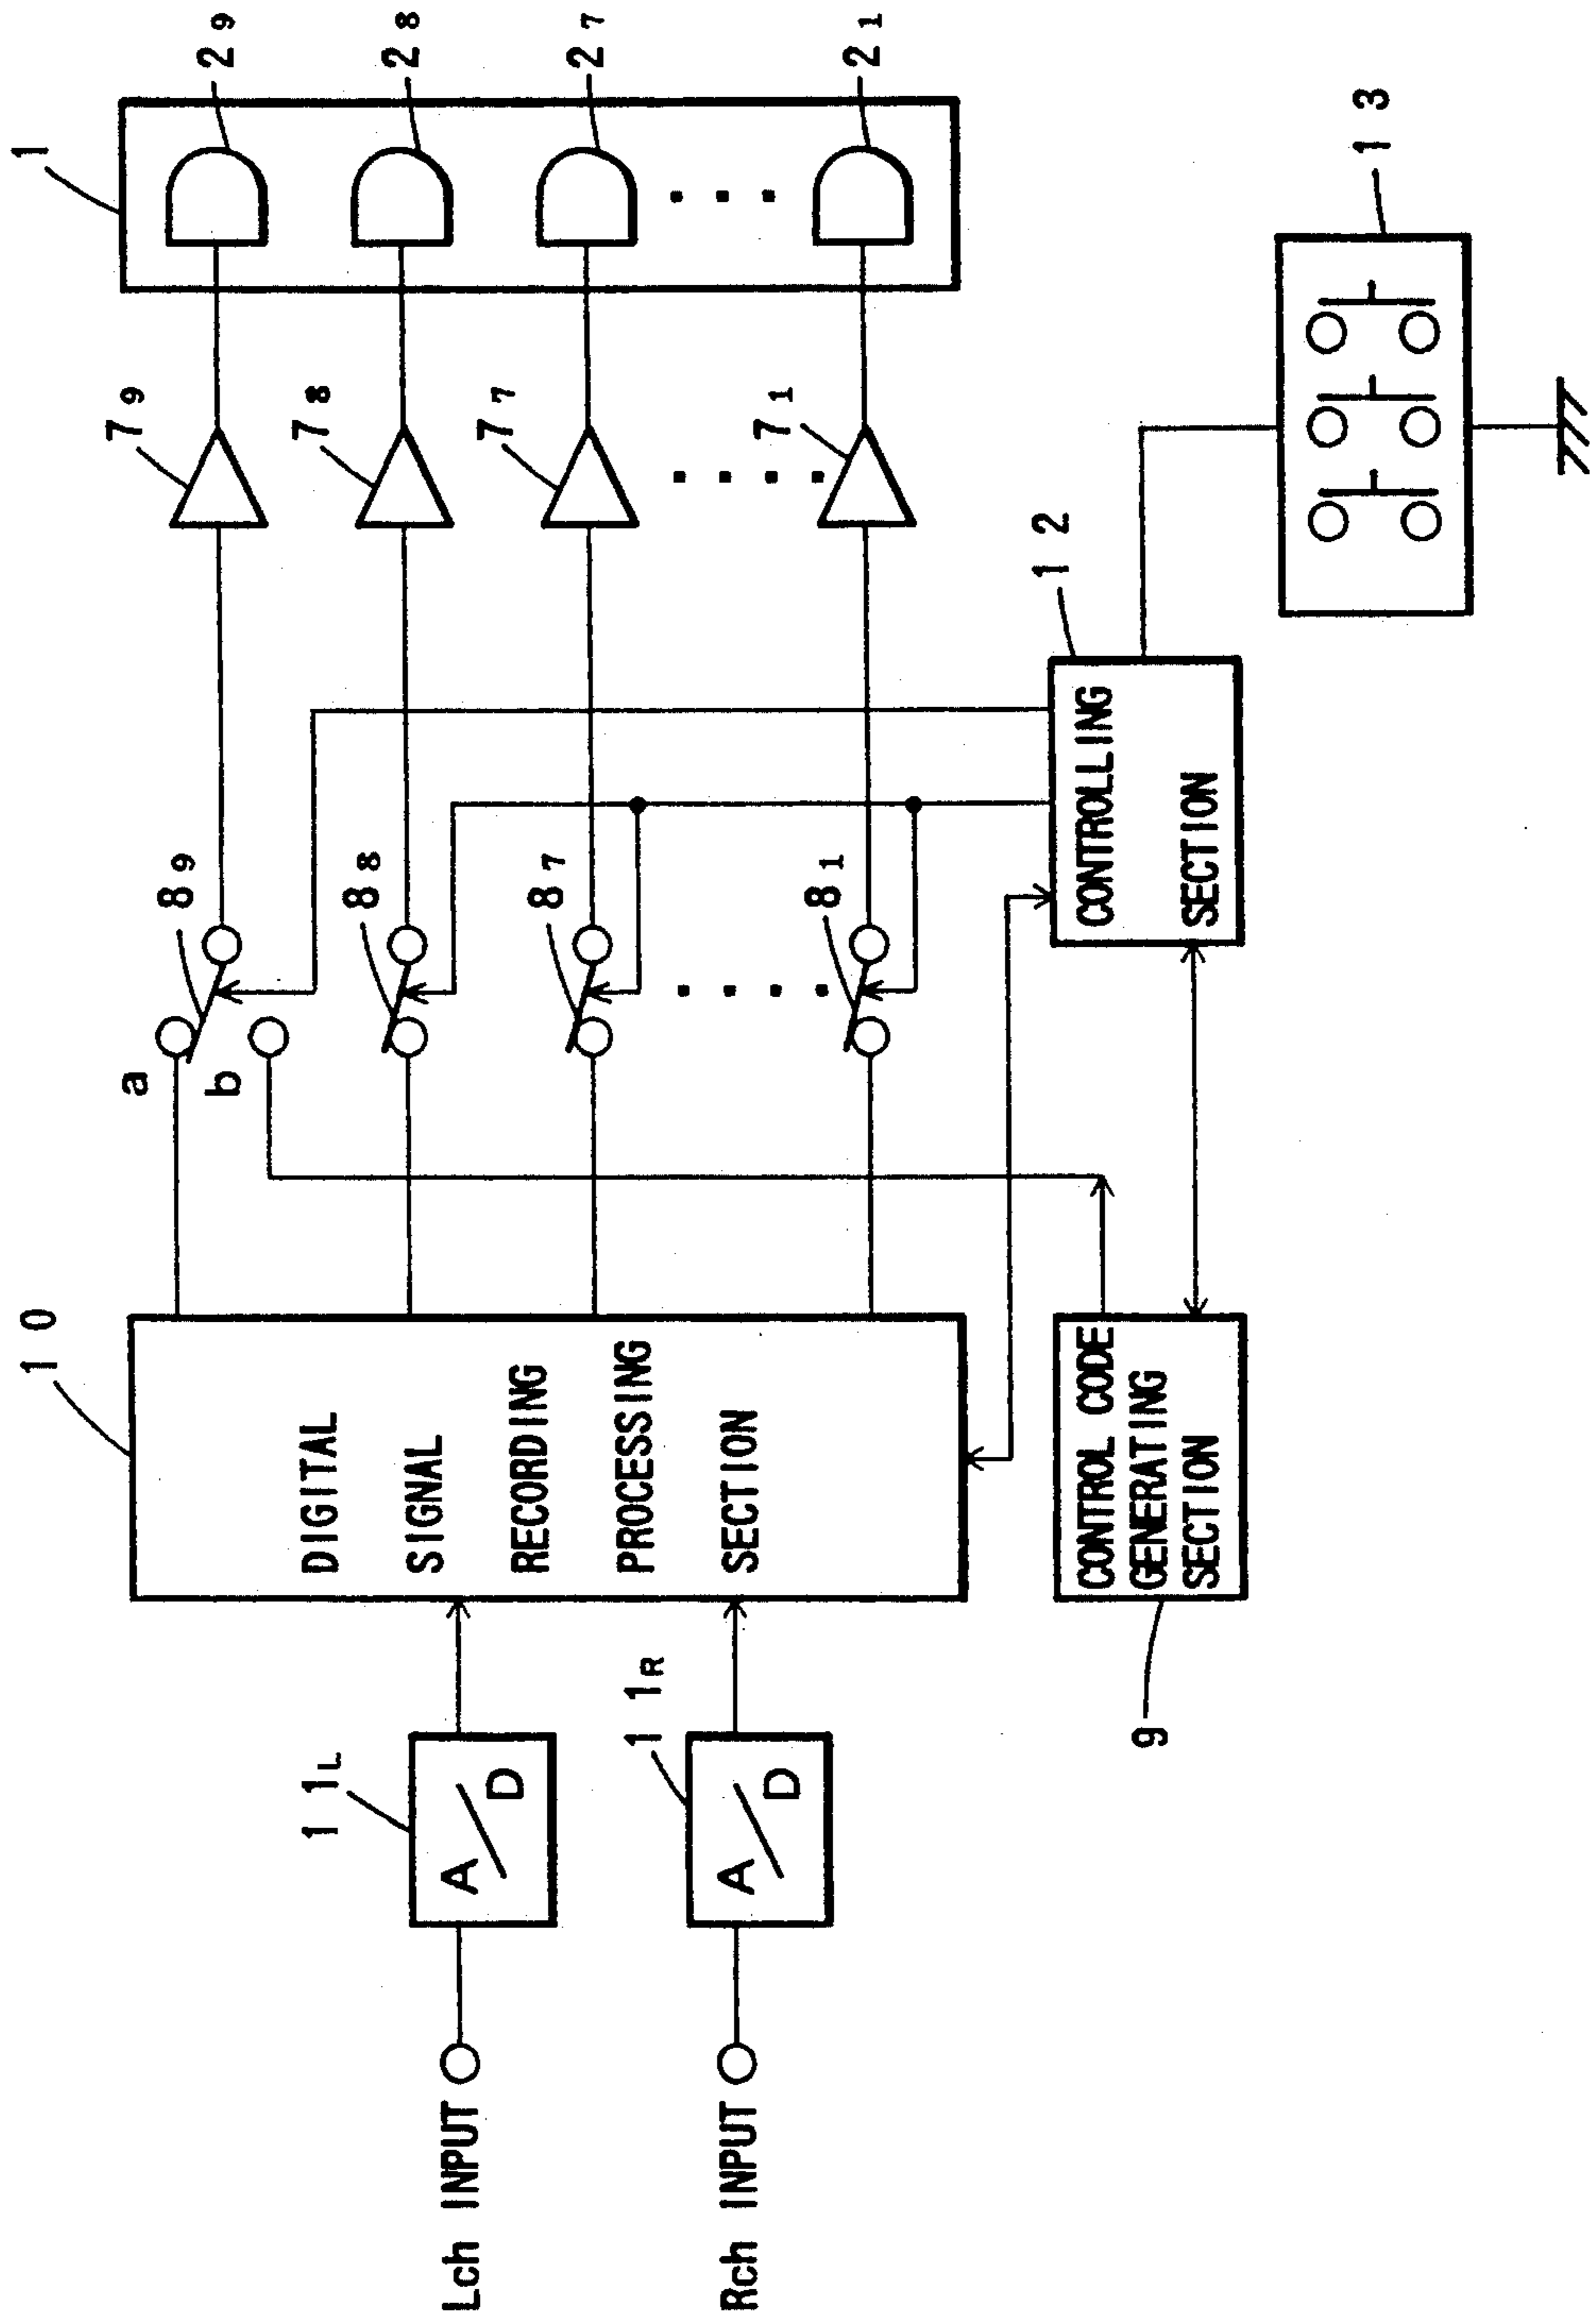 1
2₉
2₈
2₇
2₁
7₉
7₈
7₇
7₁
8₉
8₈
8₇
8₁
a
b
10
DIGITAL
SIGNAL
RECORDING
PROCESSING
SECTION
11L
A/D
11R
A/D
Lch INPUT
Rch INPUT
CONTROL CODE
GENERATING
SECTION
9
12
CONTROLLING
SECTION
13